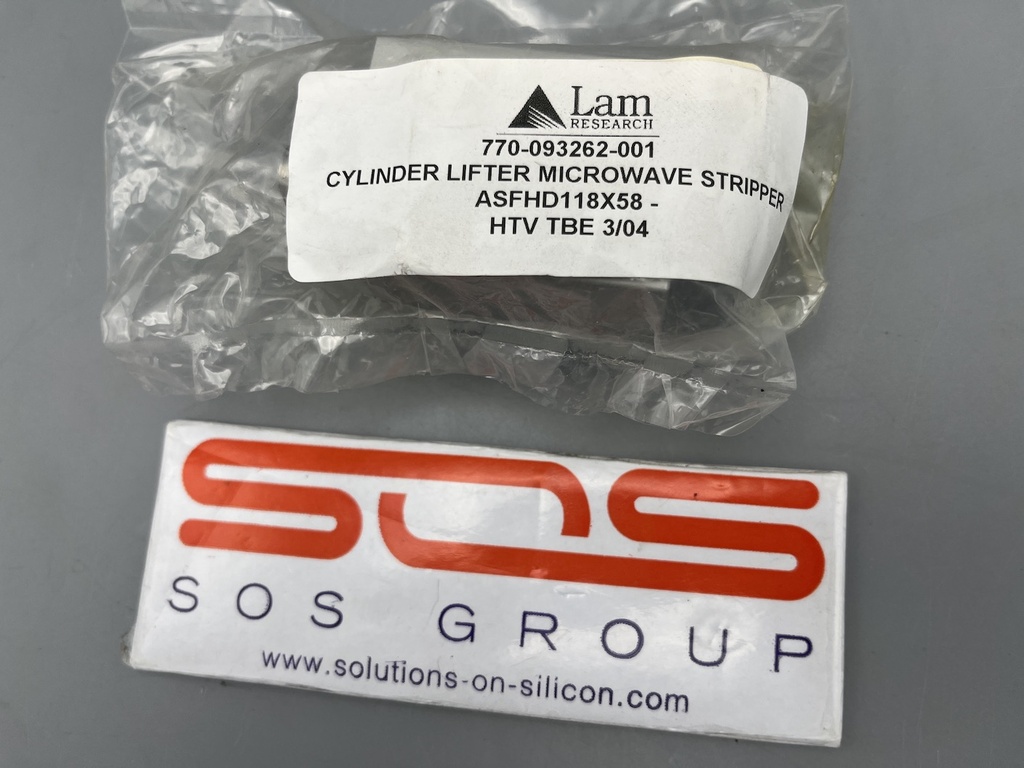 Lam
RESEARCH
770-093262-001
CYLINDER LIFTER MICROWAVE STRIPPER
ASFHD118X58 -
HTV TBE 3/04
SOS
SOS GROUP
www.solutions-on-silicon.com